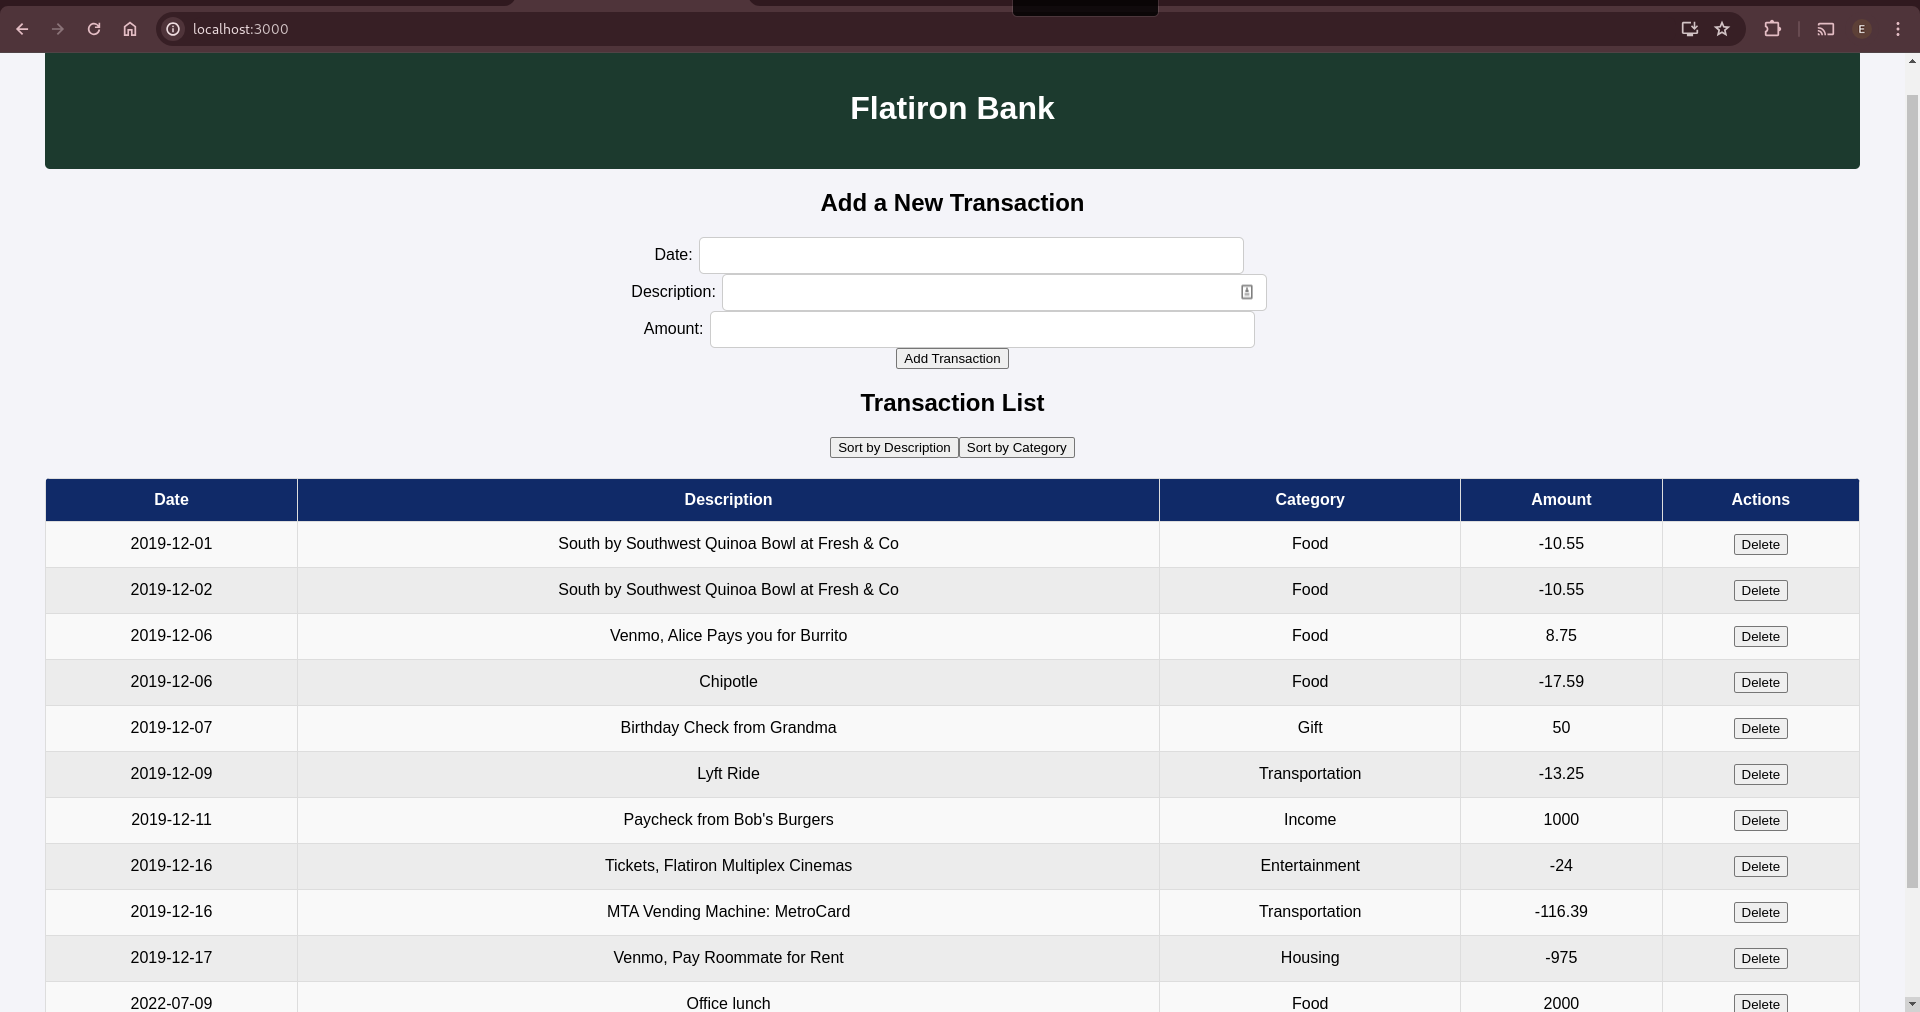 localhost:3000
E
Flatiron Bank
Add a New Transaction
Date:
Description:
Amount:
Add Transaction
Transaction List
Sort by Description Sort by Category
Date Description Category Amount Actions
2019-12-01 South by Southwest Quinoa Bowl at Fresh & Co Food -10.55 Delete
2019-12-02 South by Southwest Quinoa Bowl at Fresh & Co Food -10.55 Delete
2019-12-06 Venmo, Alice Pays you for Burrito Food 8.75 Delete
2019-12-06 Chipotle Food -17.59 Delete
2019-12-07 Birthday Check from Grandma Gift 50 Delete
2019-12-09 Lyft Ride Transportation -13.25 Delete
2019-12-11 Paycheck from Bob's Burgers Income 1000 Delete
2019-12-16 Tickets, Flatiron Multiplex Cinemas Entertainment -24 Delete
2019-12-16 MTA Vending Machine: MetroCard Transportation -116.39 Delete
2019-12-17 Venmo, Pay Roommate for Rent Housing -975 Delete
2022-07-09 Office lunch Food 2000 Delete